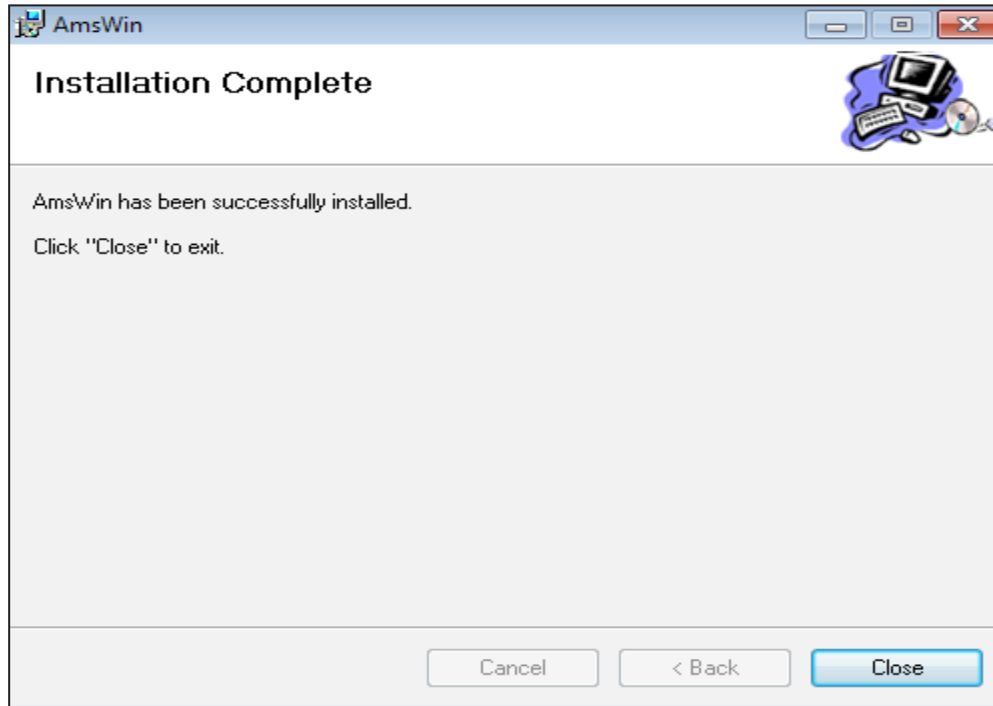 AmsWin
Installation Complete
AmsWin has been successfully installed.
Click "Close" to exit.
Cancel
< Back
Close